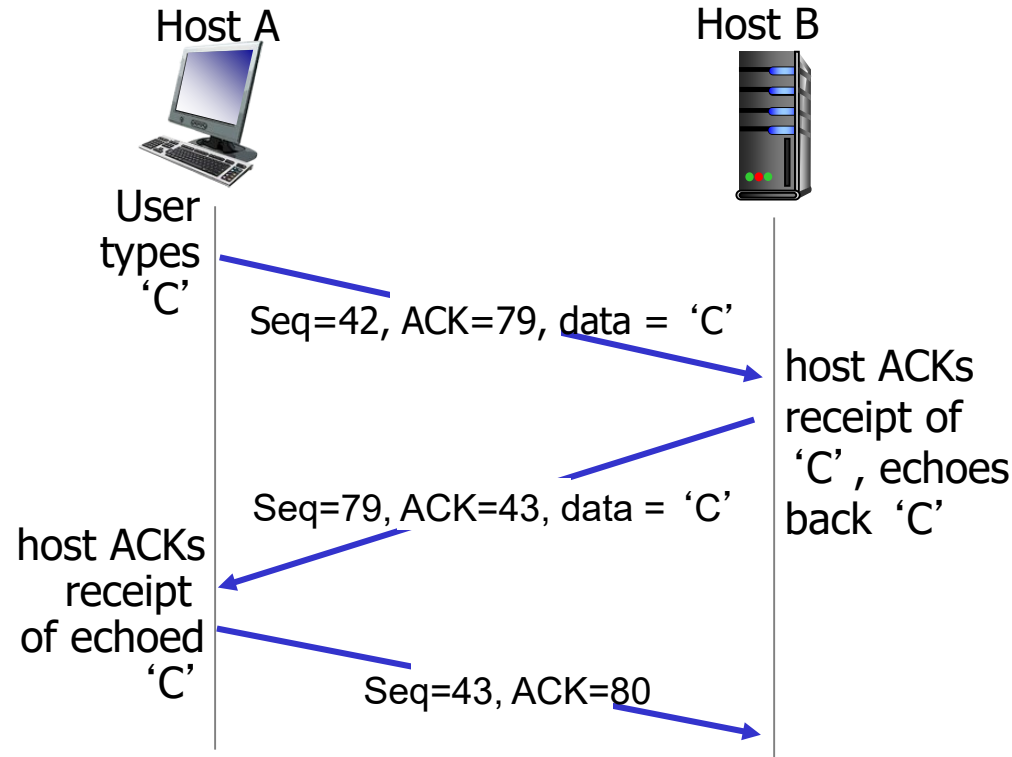 Host A
Host B
User
types
‘C’
Seq=42, ACK=79, data = ‘C’
host ACKs
receipt of
‘C’, echoes
back ‘C’
Seq=79, ACK=43, data = ‘C’
host ACKs
receipt
of echoed
‘C’
Seq=43, ACK=80